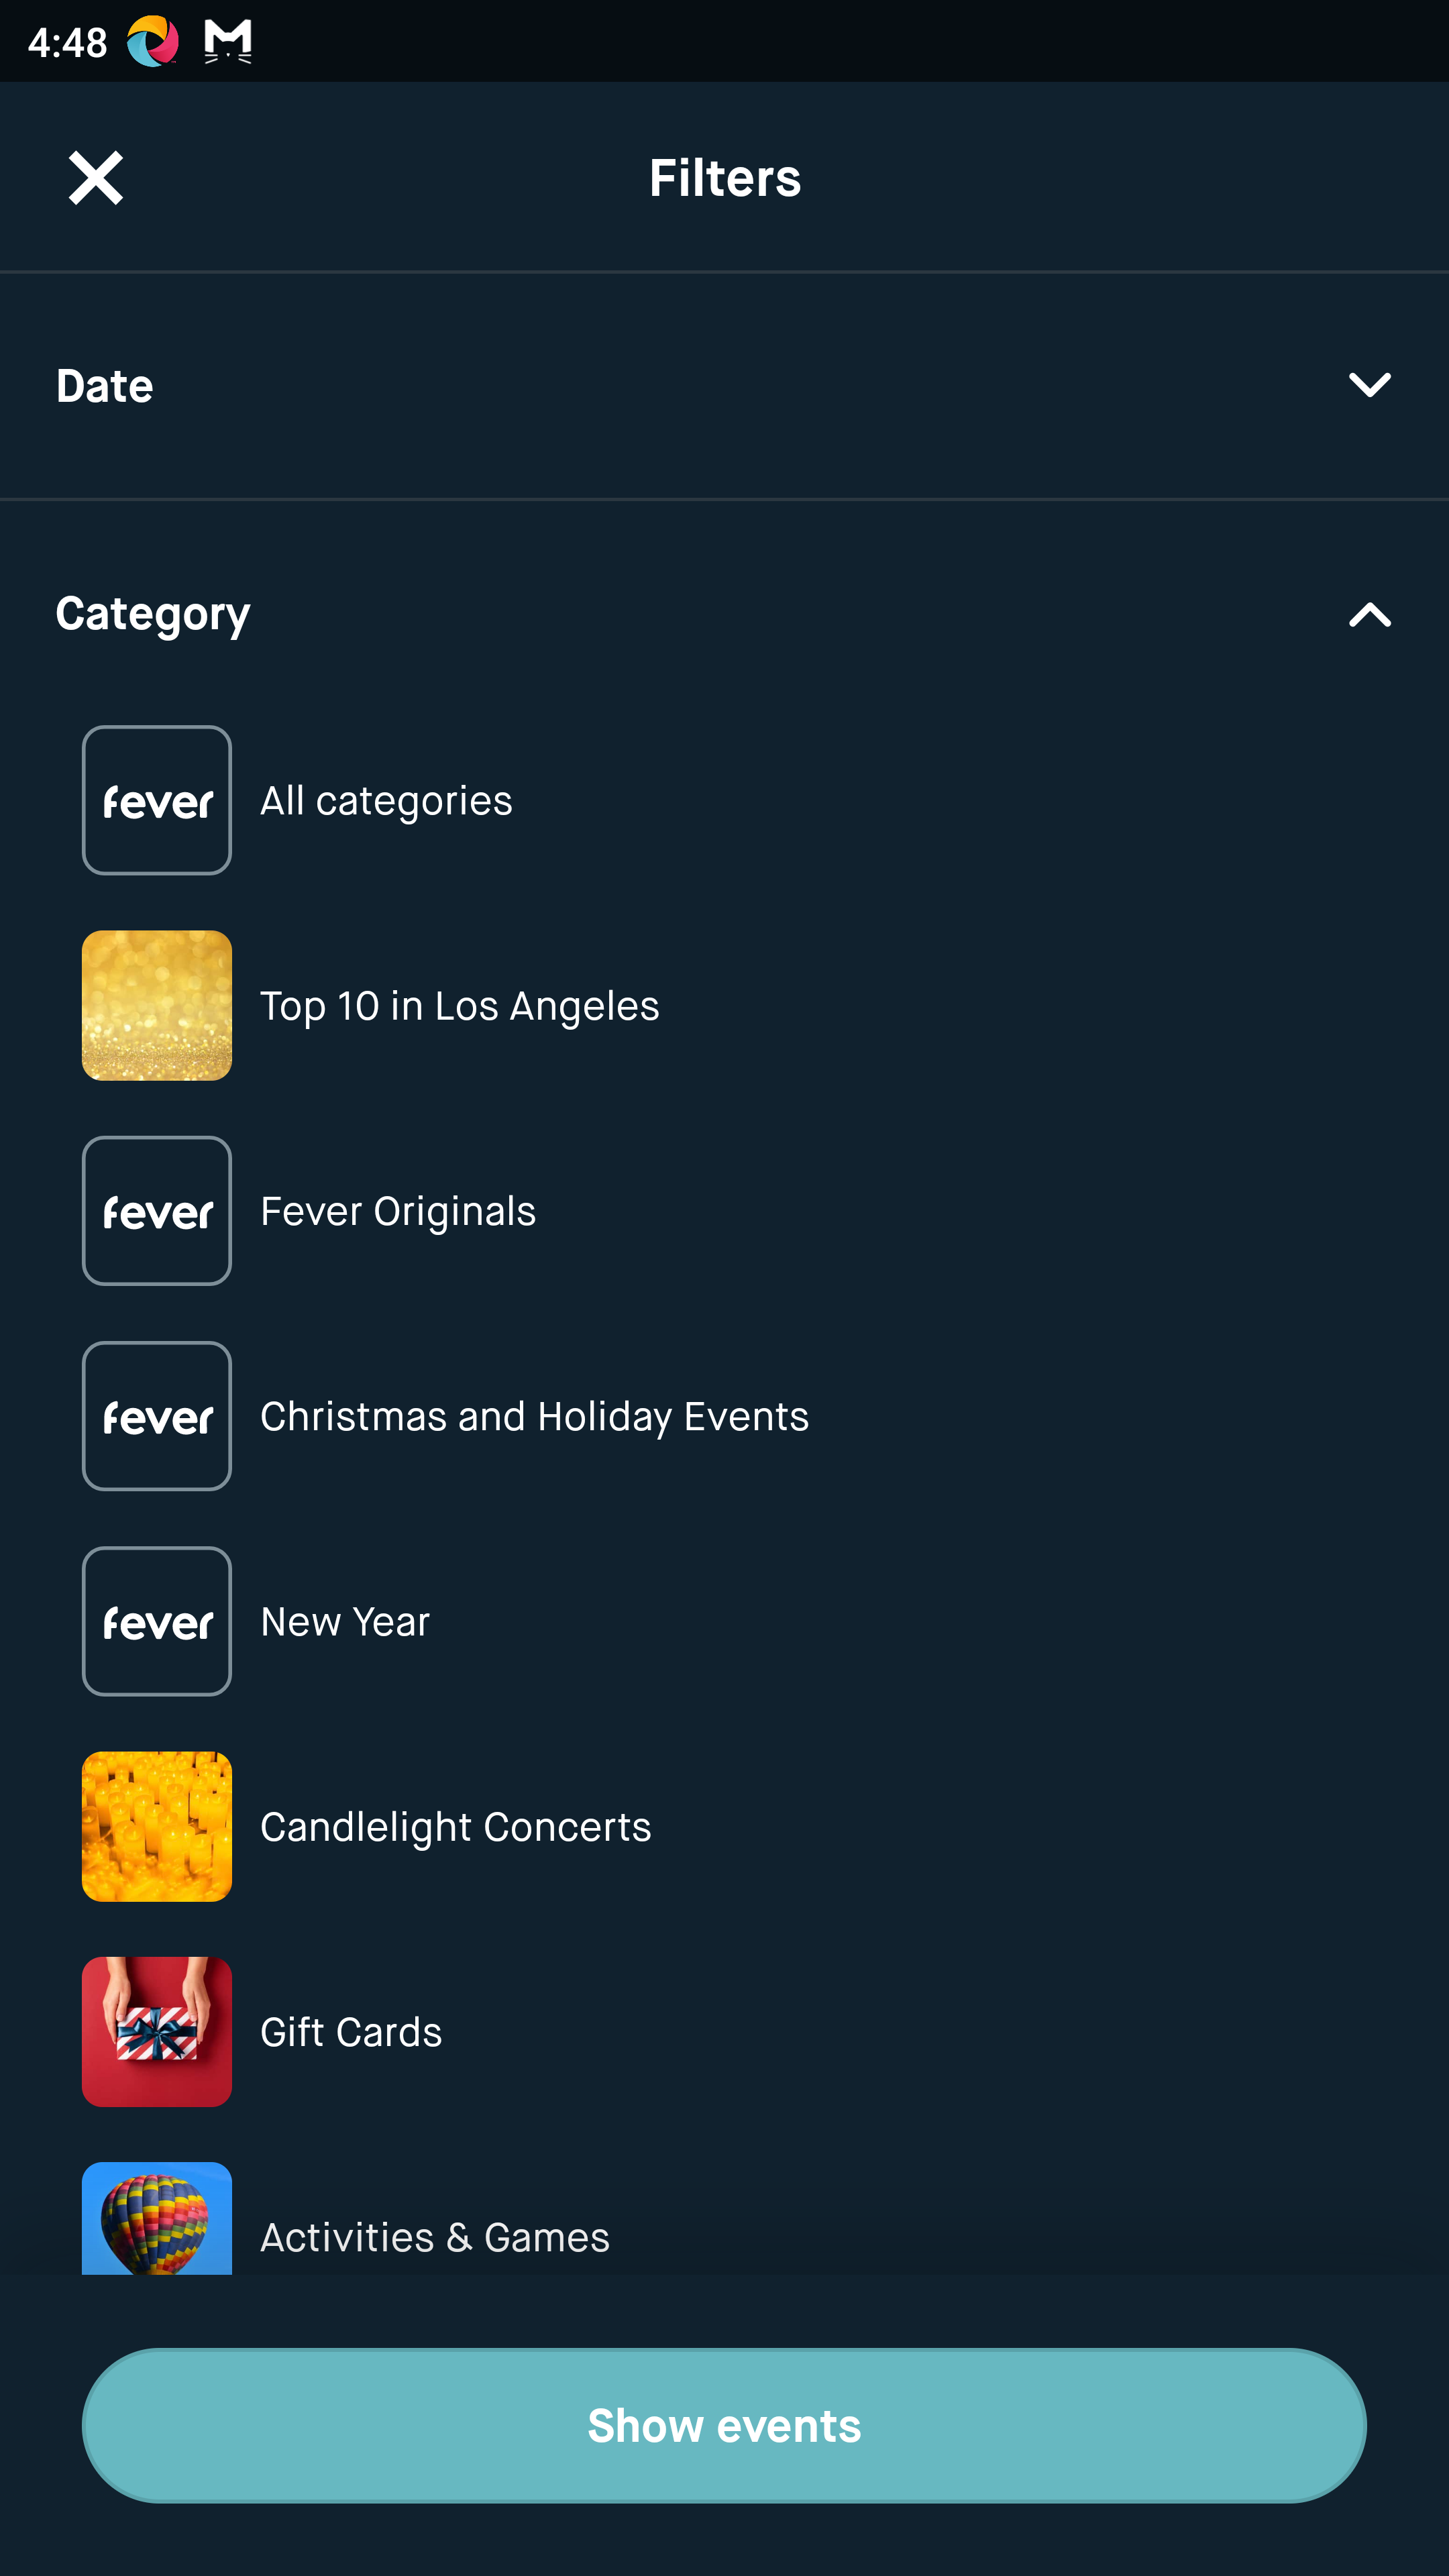 4:48
Filters
Date
Category
fever
All categories
Top 10 in Los Angeles
fever
Fever Originals
fever
Christmas and Holiday Events
fever
New Year
Candlelight Concerts
Gift Cards
Activities & Games
Show events